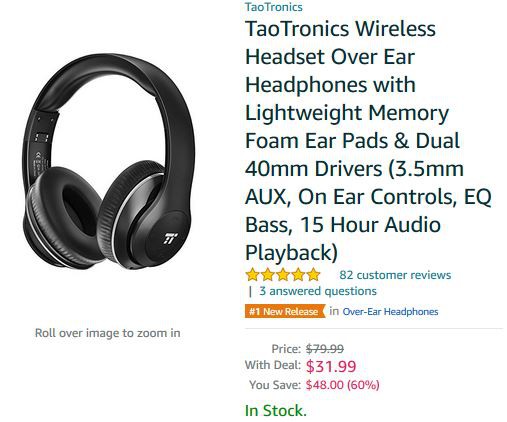 TaoTronics
TaoTronics Wireless
Headset Over Ear
Headphones with
Lightweight Memory
Foam Ear Pads & Dual
40mm Drivers (3.5mm
AUX, On Ear Controls, EQ
Bass, 15 Hour Audio
Playback)
82 customer reviews
| 3 answered questions
#1 New Release in Over-Ear Headphones
Roll over image to zoom in
Price: $79.99
With Deal: $31.99
You Save: $48.00 (60%)
In Stock.